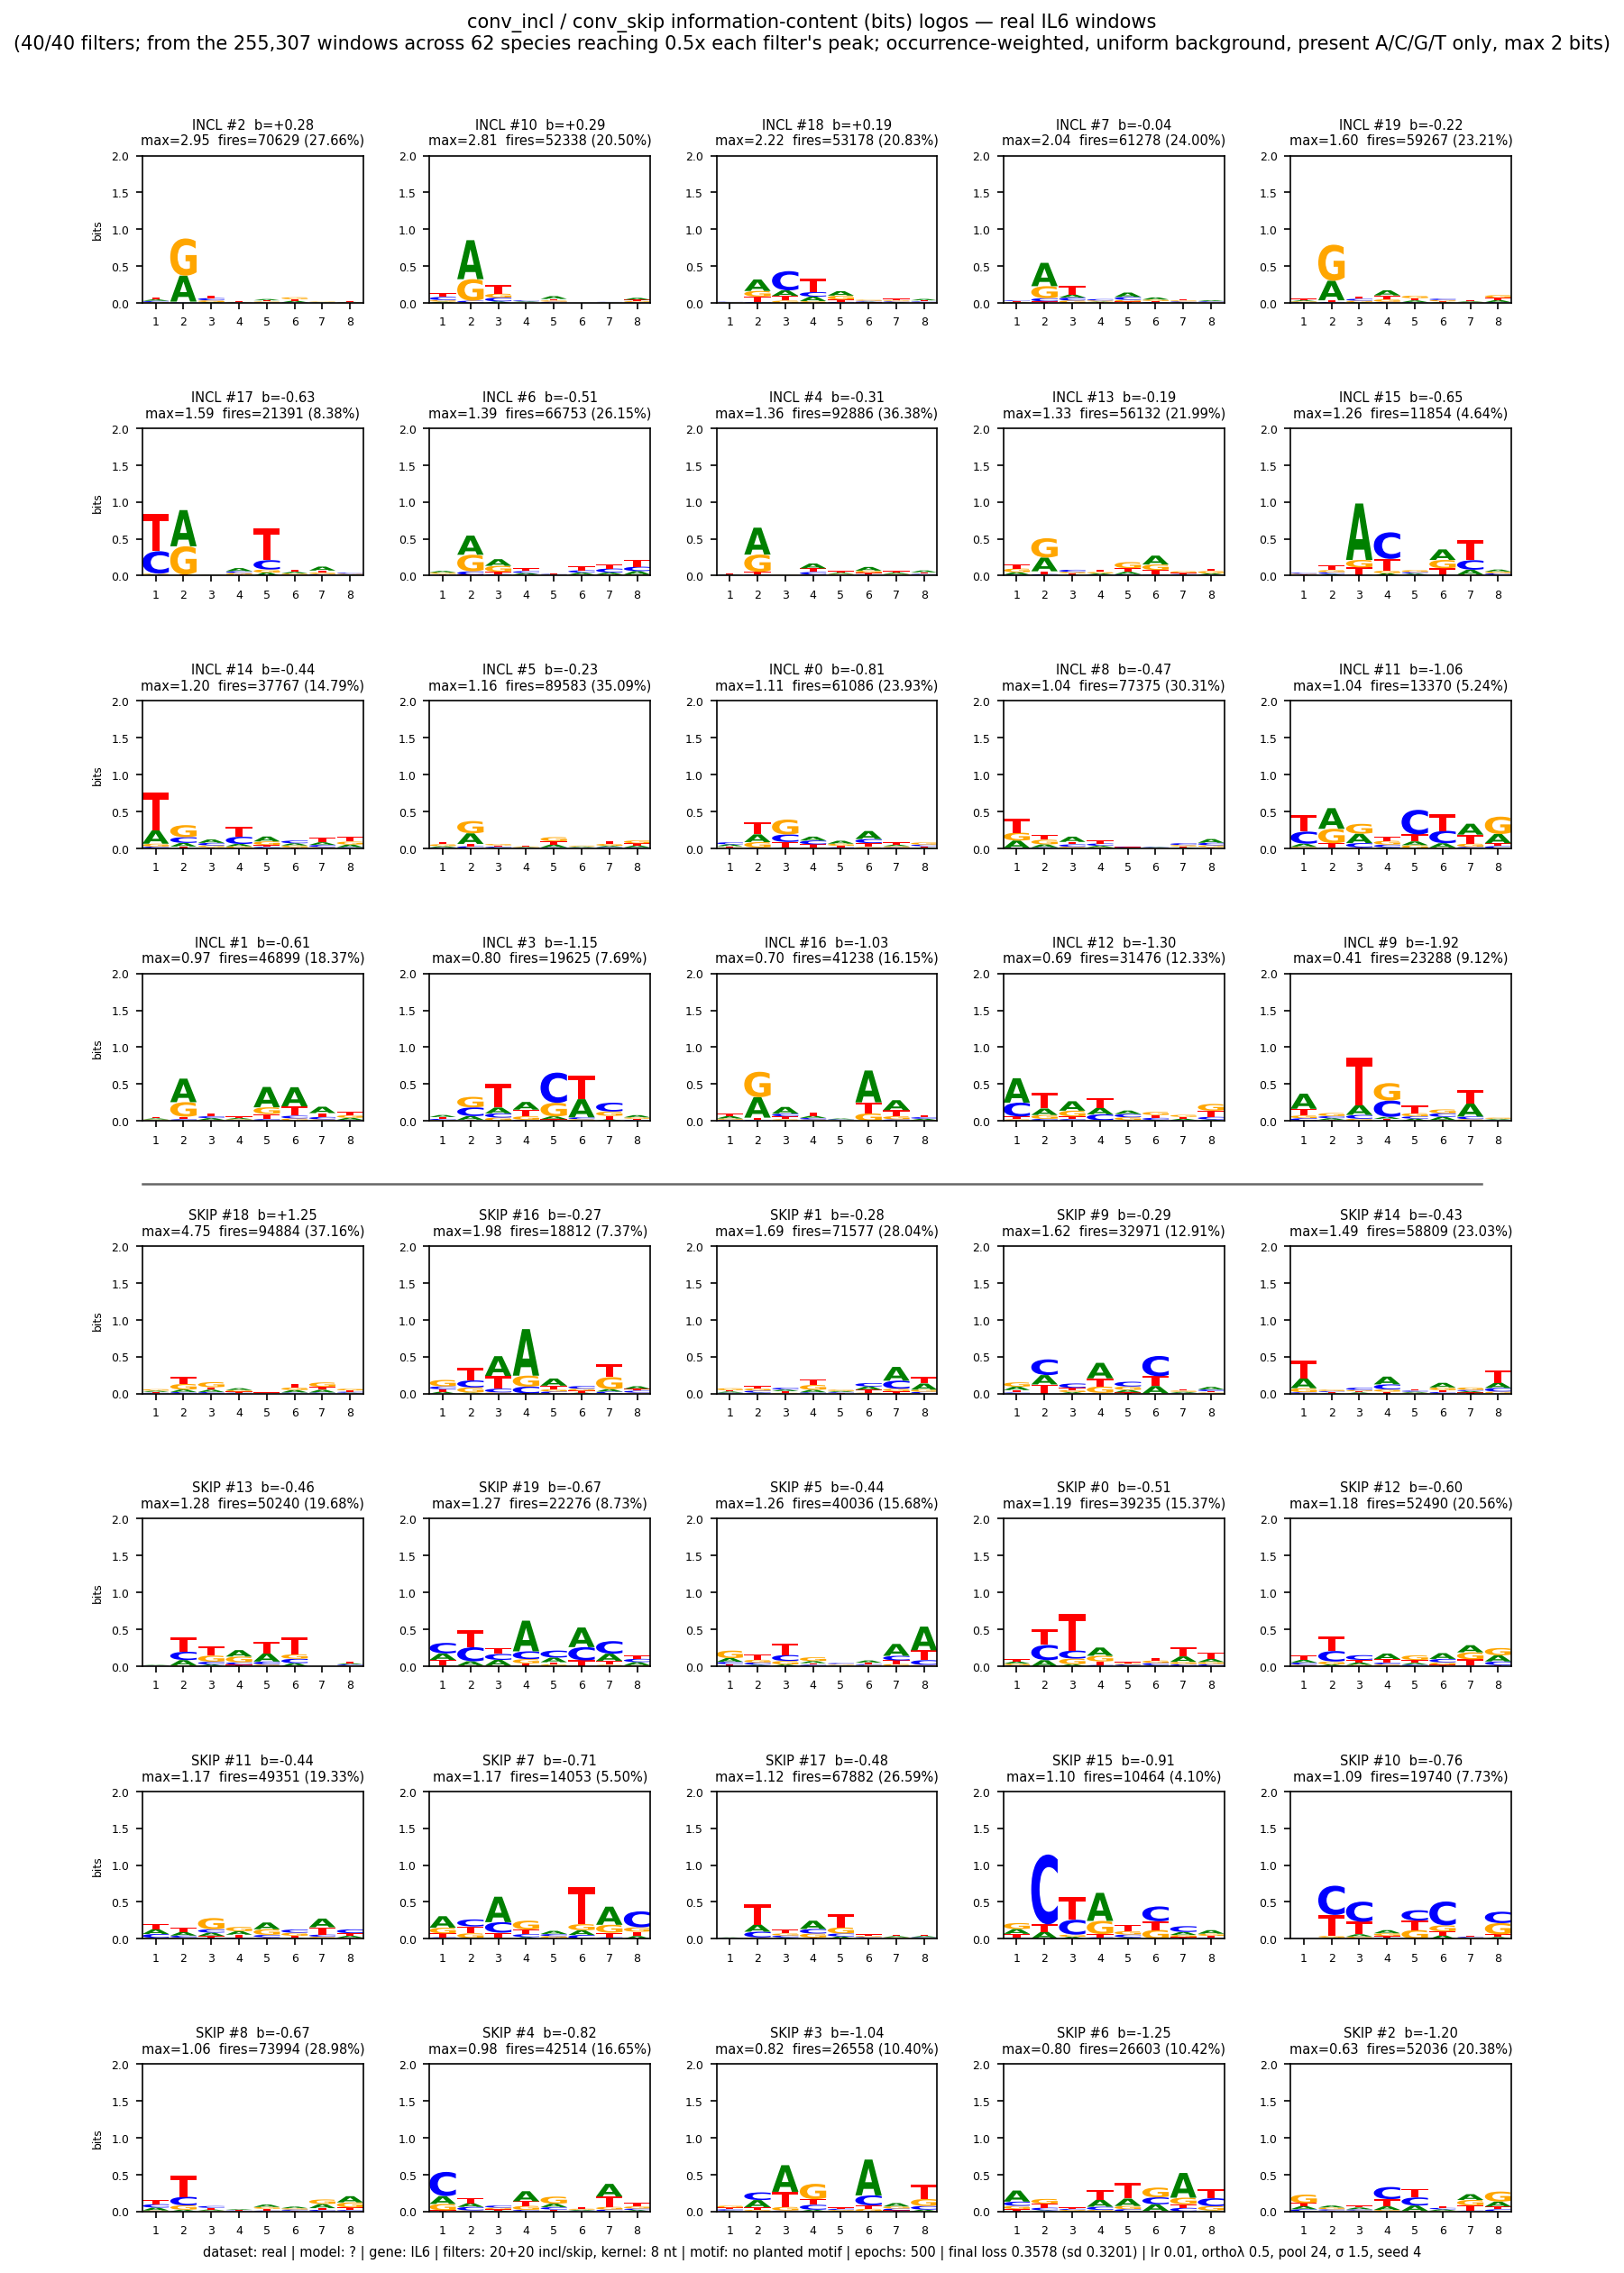 conv_incl / conv_skip information-content (bits) logos — real IL6 windows
(40/40 filters; from the 255,307 windows across 62 species reaching 0.5x each filter's peak; occurrence-weighted, uniform background, present A/C/G/T only, max 2 bits)
INCL #2 b=+0.28
max=2.95 fires=70629 (27.66%)
INCL #10 b=+0.29
max=2.81 fires=52338 (20.50%)
INCL #18 b=+0.19
max=2.22 fires=53178 (20.83%)
INCL #7 b=-0.04
max=2.04 fires=61278 (24.00%)
INCL #19 b=-0.22
max=1.60 fires=59267 (23.21%)
INCL #17 b=-0.63
max=1.59 fires=21391 (8.38%)
INCL #6 b=-0.51
max=1.39 fires=66753 (26.15%)
INCL #4 b=-0.31
max=1.36 fires=92886 (36.38%)
INCL #13 b=-0.19
max=1.33 fires=56132 (21.99%)
INCL #15 b=-0.65
max=1.26 fires=11854 (4.64%)
INCL #14 b=-0.44
max=1.20 fires=37767 (14.79%)
INCL #5 b=-0.23
max=1.16 fires=89583 (35.09%)
INCL #0 b=-0.81
max=1.11 fires=61086 (23.93%)
INCL #8 b=-0.47
max=1.04 fires=77375 (30.31%)
INCL #11 b=-1.06
max=1.04 fires=13370 (5.24%)
INCL #1 b=-0.61
max=0.97 fires=46899 (18.37%)
INCL #3 b=-1.15
max=0.80 fires=19625 (7.69%)
INCL #16 b=-1.03
max=0.70 fires=41238 (16.15%)
INCL #12 b=-1.30
max=0.69 fires=31476 (12.33%)
INCL #9 b=-1.92
max=0.41 fires=23288 (9.12%)
SKIP #18 b=+1.25
max=4.75 fires=94884 (37.16%)
SKIP #16 b=-0.27
max=1.98 fires=18812 (7.37%)
SKIP #1 b=-0.28
max=1.69 fires=71577 (28.04%)
SKIP #9 b=-0.29
max=1.62 fires=32971 (12.91%)
SKIP #14 b=-0.43
max=1.49 fires=58809 (23.03%)
SKIP #13 b=-0.46
max=1.28 fires=50240 (19.68%)
SKIP #19 b=-0.67
max=1.27 fires=22276 (8.73%)
SKIP #5 b=-0.44
max=1.26 fires=40036 (15.68%)
SKIP #0 b=-0.51
max=1.19 fires=39235 (15.37%)
SKIP #12 b=-0.60
max=1.18 fires=52490 (20.56%)
SKIP #11 b=-0.44
max=1.17 fires=49351 (19.33%)
SKIP #7 b=-0.71
max=1.17 fires=14053 (5.50%)
SKIP #17 b=-0.48
max=1.12 fires=67882 (26.59%)
SKIP #15 b=-0.91
max=1.10 fires=10464 (4.10%)
SKIP #10 b=-0.76
max=1.09 fires=19740 (7.73%)
SKIP #8 b=-0.67
max=1.06 fires=73994 (28.98%)
SKIP #4 b=-0.82
max=0.98 fires=42514 (16.65%)
SKIP #3 b=-1.04
max=0.82 fires=26558 (10.40%)
SKIP #6 b=-1.25
max=0.80 fires=26603 (10.42%)
SKIP #2 b=-1.20
max=0.63 fires=52036 (20.38%)
dataset: real | model: ? | gene: IL6 | filters: 20+20 incl/skip, kernel: 8 nt | motif: no planted motif | epochs: 500 | final loss 0.3578 (sd 0.3201) | lr 0.01, orthoλ 0.5, pool 24, σ 1.5, seed 4